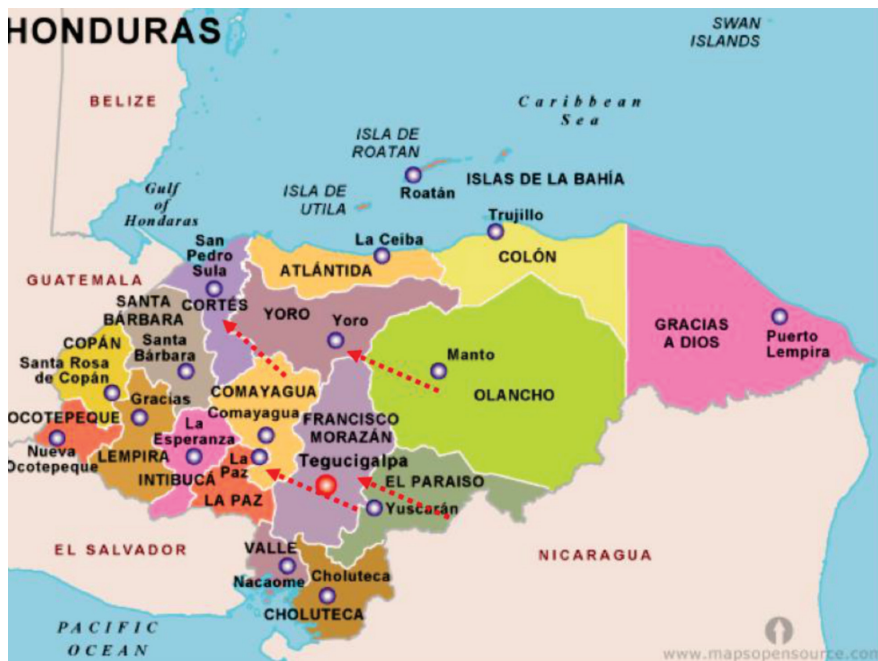 HONDURAS
SWAN
ISLANDS
BELIZE
Caribbean
Sea
ISLA DE
ROATAN
ISLAS DE LA BAHÍA
Roatán
Gulf
of
Hondaras
ISLA DE
UTILA
Trujillo
San
Pedro
Sula
La Ceiba
COLÓN
ATLÁNTIDA
GUATEMALA
SANTA
BÁRBARA
CORTÉS
YORO
Yoro
GRACIAS
A DIOS
Puerto
Lempira
COPÁN
Santa
Bárbara
Manto
Santa Rosa
de Copán
OLANCHO
COMAYAGUA
Comayagua
Gracías
OCOTEPEQUE
La
Esperanza
FRANCISCO
MORAZÁN
Nueva
Ocotepeque
LEMPIRA
La
Paz
Tegucigalpa
INTIBUCÁ
EL PARAISO
LA PAZ
Yuscarán
EL SALVADOR
VALLE
Nacaome
Choluteca
CHOLUTECA
NICARAGUA
PACIFIC
OCEAN
www.mapsopensource.com